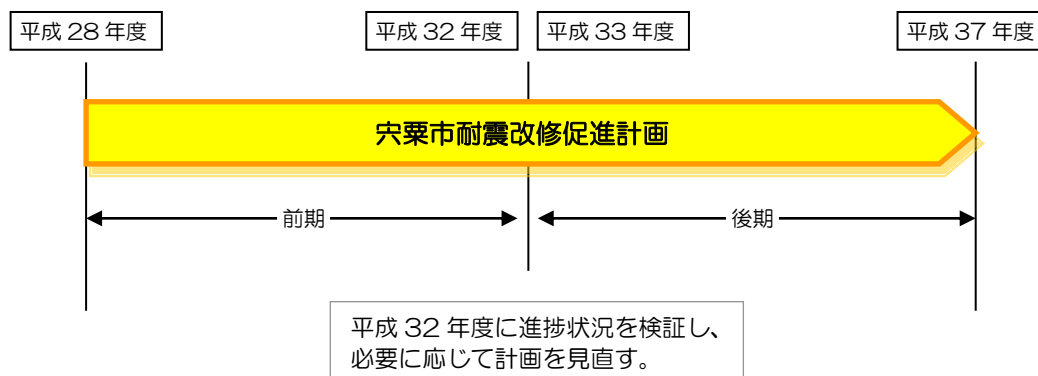 平成 28 年度
平成 32 年度
平成 33 年度
平成 37 年度
宍粟市耐震改修促進計画
前期
後期
平成 32 年度に進捗状況を検証し、
必要に応じて計画を見直す。